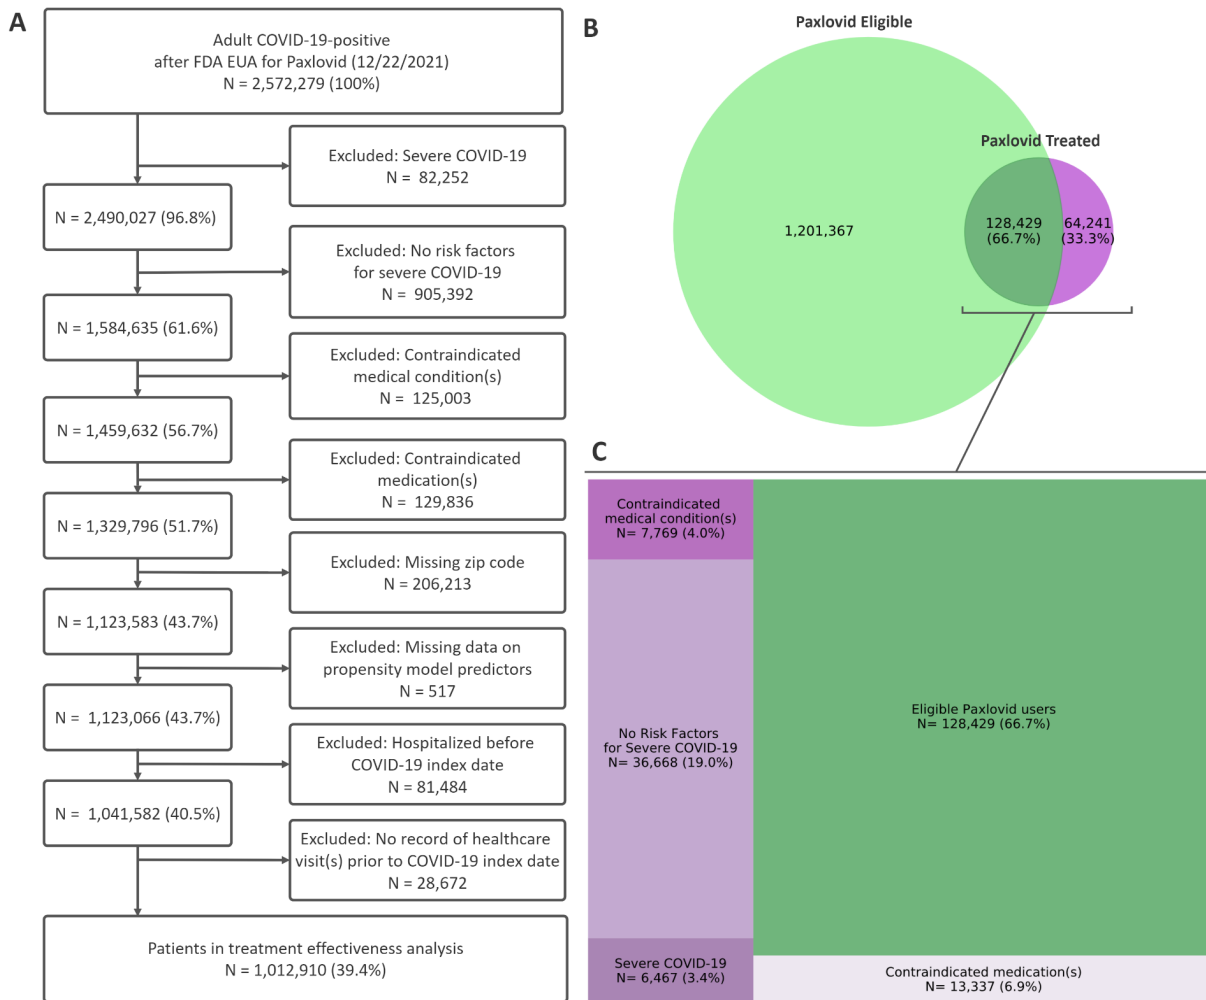 A
Adult COVID-19-positive
after FDA EUA for Paxlovid (12/22/2021)
N = 2,572,279 (100%)
Excluded: Severe COVID-19
N =  82,252
N = 2,490,027 (96.8%)
Excluded: No risk factors
for severe COVID-19
N =  905,392
N = 1,584,635 (61.6%)
Excluded: Contraindicated
medical condition(s)
N =  125,003
N = 1,459,632 (56.7%)
Excluded: Contraindicated
medication(s)
N =  129,836
N = 1,329,796 (51.7%)
Excluded: Missing zip code
N = 206,213
N = 1,123,583 (43.7%)
Excluded: Missing data on
propensity model predictors
N = 517
N =  1,123,066 (43.7%)
Excluded: Hospitalized before
COVID-19 index date
N = 81,484
N =  1,041,582 (40.5%)
Excluded: No record of healthcare
visit(s) prior to COVID-19 index date
N = 28,672
Patients in treatment effectiveness analysis
N = 1,012,910 (39.4%)
B
Paxlovid Eligible
Paxlovid Treated
1,201,367
128,429
(66.7%)
64,241
(33.3%)
C
Contraindicated
medical condition(s)
N= 7,769 (4.0%)
No Risk Factors
for Severe COVID-19
N= 36,668 (19.0%)
Severe COVID-19
N= 6,467 (3.4%)
Eligible Paxlovid users
N= 128,429 (66.7%)
Contraindicated medication(s)
N= 13,337 (6.9%)